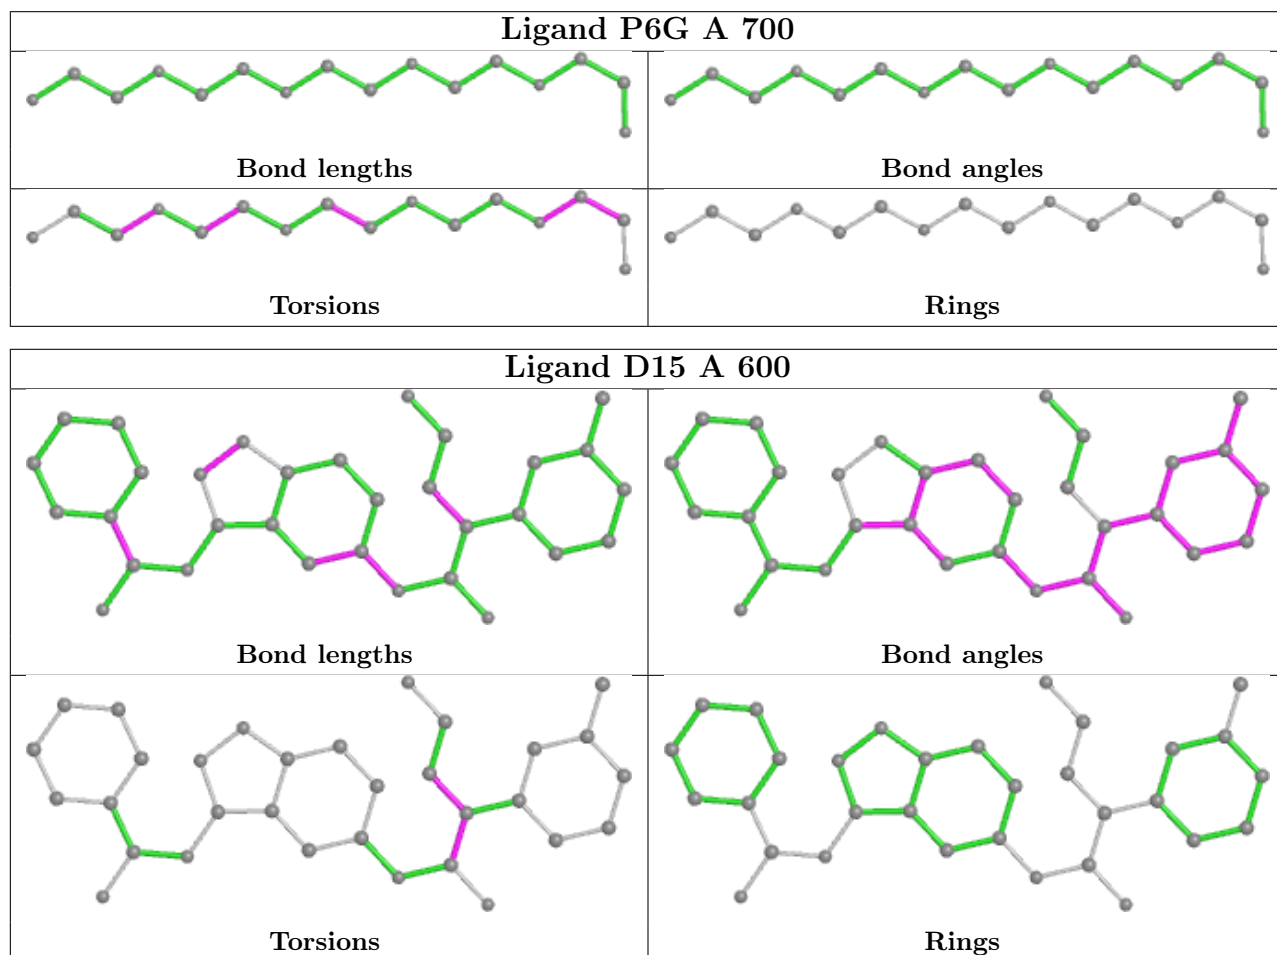 Ligand P6G A 700
Bond lengths
Bond angles
Torsions
Rings
Ligand D15 A 600
Bond lengths
Bond angles
Torsions
Rings